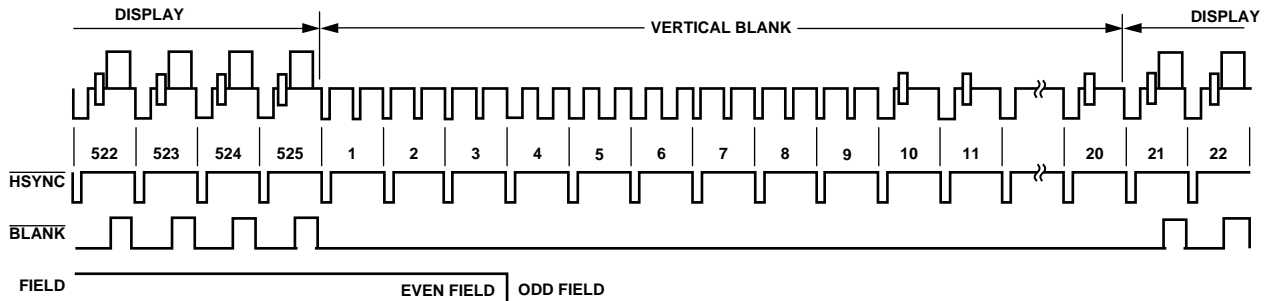 DISPLAY VERTICAL BLANK DISPLAY
522 523 524 525 1 2 3 4 5 6 7 8 9 10 11 20 21 22
HSYNC
BLANK
FIELD EVEN FIELD ODD FIELD